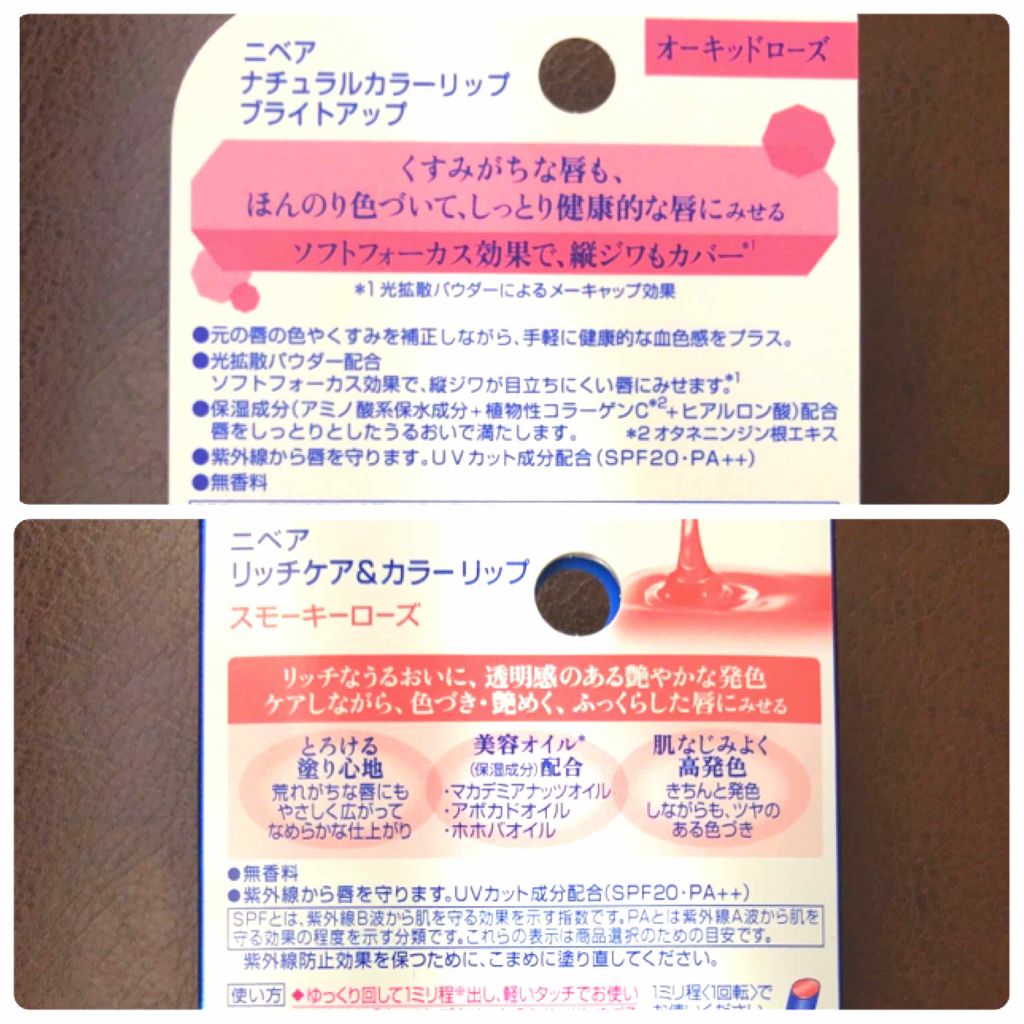 ニベア
ナチュラルカラーリップ
ブライトアップ
オーキッドローズ
くすみがちな唇も、
ほんのり色づいて、しっとり健康的な唇にみせる
ソフトフォーカス効果で、縦ジワもカバー*1
*1 光拡散パウダーによるメーキャップ効果
●元の唇の色やくすみを補正しながら、手軽に健康的な血色感をプラス。
●光拡散パウダー配合
ソフトフォーカス効果で、縦ジワが目立ちにくい唇にみせます。*1
●保湿成分(アミノ酸系保水成分+植物性コラーゲンC*2+ヒアルロン酸)配合
唇をしっとりとしたうるおいで満たします。 *2 オタネニンジン根エキス
●紫外線から唇を守ります。UVカット成分配合(SPF20・PA++)
●無香料
ニベア
リッチケア&カラーリップ
スモーキーローズ
リッチなうるおいに、透明感のある艶やかな発色
ケアしながら、色づき・艶めく、ふっくらした唇にみせる
とろける
塗り心地
荒れがちな唇にも
やさしく広がって
なめらかな仕上がり
美容オイル*
(保湿成分)配合
・マカデミアナッツオイル
・アボカドオイル
・ホホバオイル
肌なじみよく
高発色
きちんと発色
しながらも、ツヤの
ある色づき
●無香料
●紫外線から唇を守ります。UVカット成分配合(SPF20・PA++)
SPFとは、紫外線B波から肌を守る効果を示す指数です。PAとは紫外線A波から肌を
守る効果の程度を示す分類です。これらの表示は商品選択のための目安です。
紫外線防止効果を保つために、こまめに塗り直してください。
使い方 ◆ゆっくり回して1ミリ程※出し、軽いタッチでお使い
1ミリ程〈1回転〉で